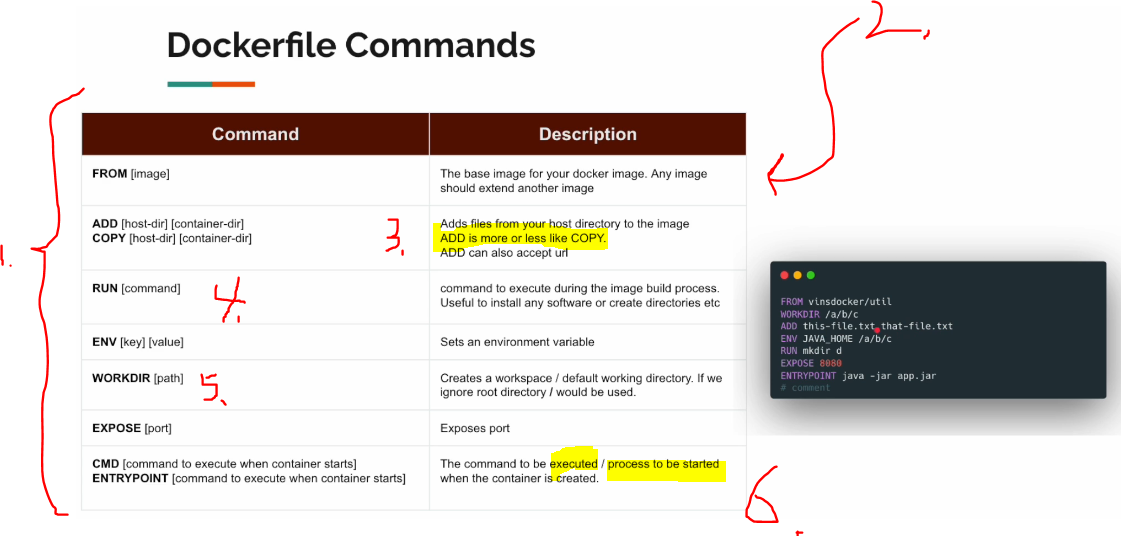 2.
Dockerfile Commands
1.
Command Description
FROM [image]
The base image for your docker image. Any image
should extend another image
ADD [host-dir] [container-dir]
COPY [host-dir] [container-dir]
3.
Adds files from your host directory to the image
ADD is more or less like COPY.
ADD can also accept url
RUN [command]
4.
command to execute during the image build process.
Useful to install any software or create directories etc
ENV [key] [value]
Sets an environment variable
WORKDIR [path]
5.
Creates a workspace / default working directory. If we
ignore root directory / would be used.
EXPOSE [port]
Exposes port
CMD [command to execute when container starts]
ENTRYPOINT [command to execute when container starts]
The command to be executed / process to be started
when the container is created.
6.
FROM vinsdocker/util
WORKDIR /a/b/c
ADD this-file.txt that-file.txt
ENV JAVA_HOME /a/b/c
RUN mkdir d
EXPOSE 8080
ENTRYPOINT java -jar app.jar
# comment